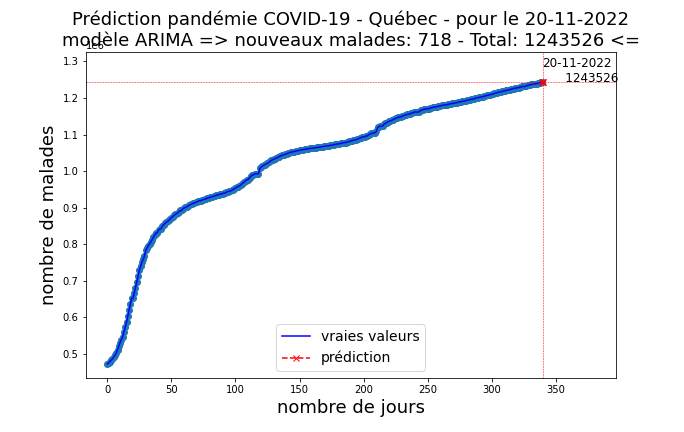 Prédiction pandémie COVID-19 - Québec - pour le 20-11-2022
modèle ARIMA => nouveaux malades: 718 - Total: 1243526 <=
1e6
20-11-2022
1243526
1.3
1.2
1.1
1.0
0.9
0.8
0.7
0.6
0.5
nombre de malades
vraies valeurs
prédiction
0 50 100 150 200 250 300 350
nombre de jours